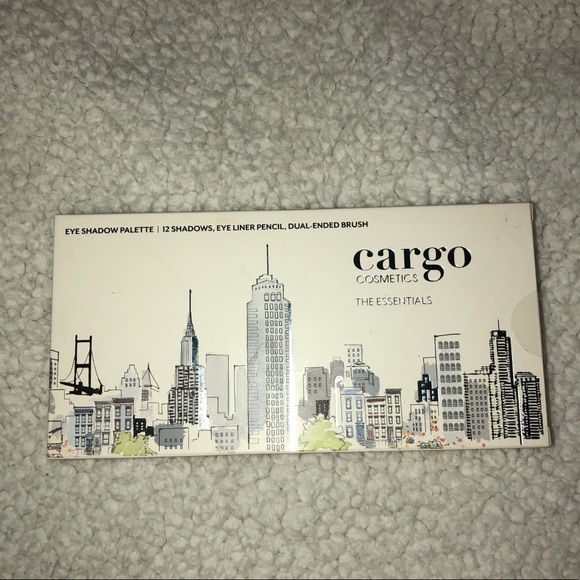 EYE SHADOW PALETTE | 12 SHADOWS, EYE LINER PENCIL, DUAL-ENDED BRUSH
cargo
COSMETICS
THE ESSENTIALS